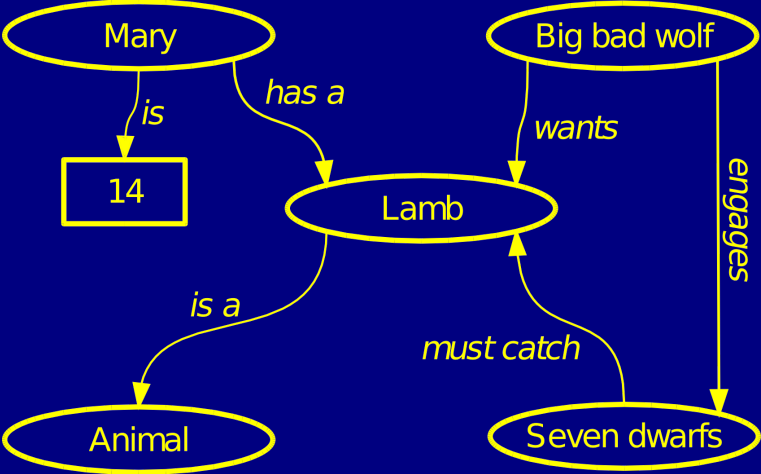 Mary
Big bad wolf
is
has a
wants
engages
14
Lamb
is a
must catch
Animal
Seven dwarfs